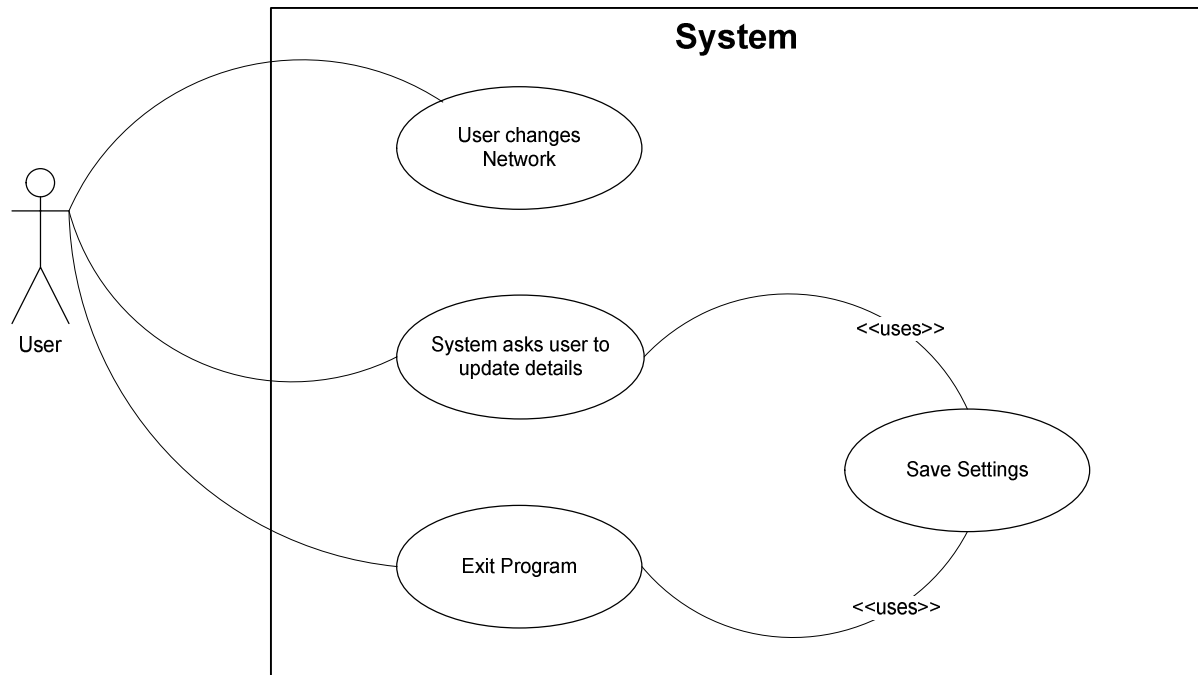 System
User changes
Network
User
System asks user to
update details
<<uses>>
Save Settings
Exit Program
<<uses>>